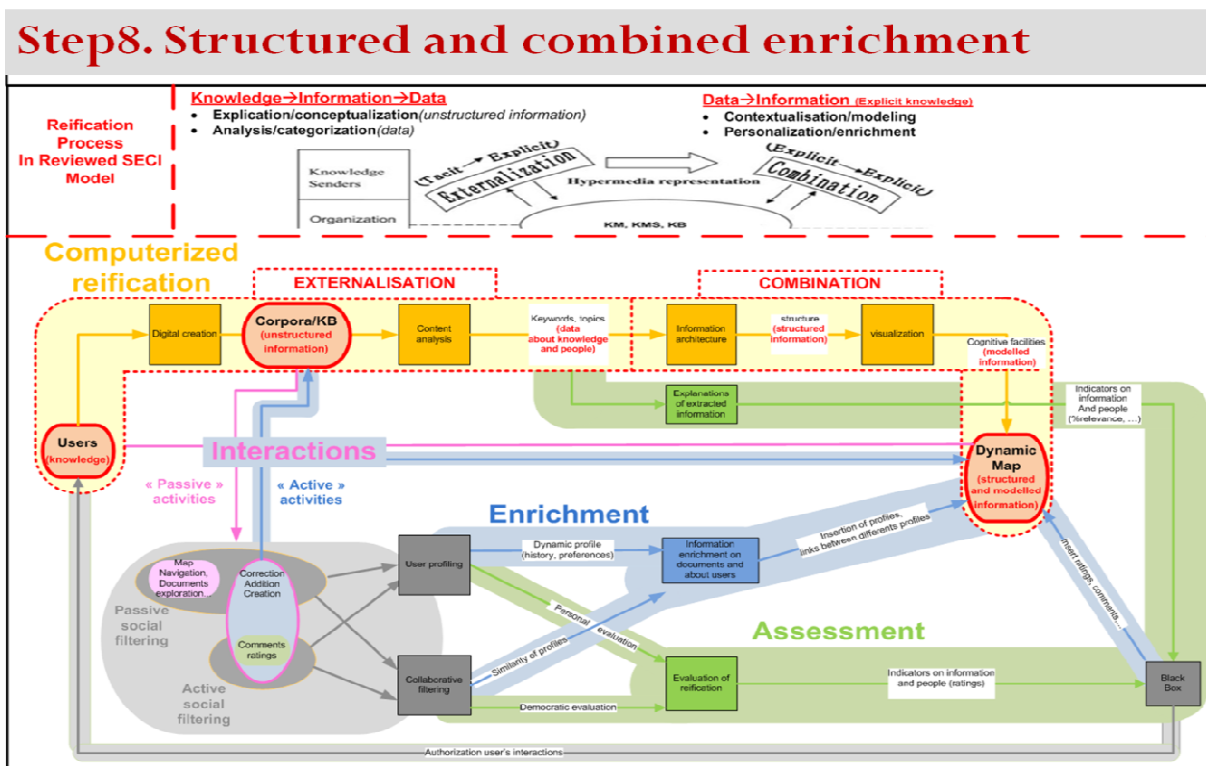 Step8. Structured and combined enrichment
Reification
Process
In Reviewed SECI
Model
Knowledge→Information→Data
• Explication/conceptualization(unstructured information)
• Analysis/categorization(data)
Data→Information (Explicit knowledge)
• Contextualisation/modeling
• Personalization/enrichment
Knowledge
Senders
Organization
(Tacit → Explicit)
Externalization
Hypermedia representation
(Explicit → Explicit)
Combination
KM, KMS, KB
Computerized
reification
EXTERNALISATION
COMBINATION
Digital creation
Corpora/KB
(unstructured
information)
Content
analysis
Keywords, topics
(data
about knowledge
and people)
Information
architecture
structure
(structured
information)
visualization
Cognitive facilities
(modelled
information)
Explanations
of extracted
information
Indicators on
information
And people
(%relevance, ...)
Users
(knowledge)
Interactions
Dynamic
Map
(structured
and modelled
information)
« Passive »
activities
« Active »
activities
Enrichment
Map
Navigation,
Documents
exploration...
Correction
Addition
Creation
Passive
social
filtering
Comments
ratings
Active
social
filtering
User profiling
Dynamic profile
(history, preferences)
Information
enrichment on
documents and
about users
Insertion of profiles,
links between differents profiles
Insert ratings, comments...
Personal evaluation
Similarity of profiles
Assessment
Collaborative
filtering
Democratic evaluation
Evaluation of
reification
Indicators on information
and people (ratings)
Black
Box
Authorization user's interactions